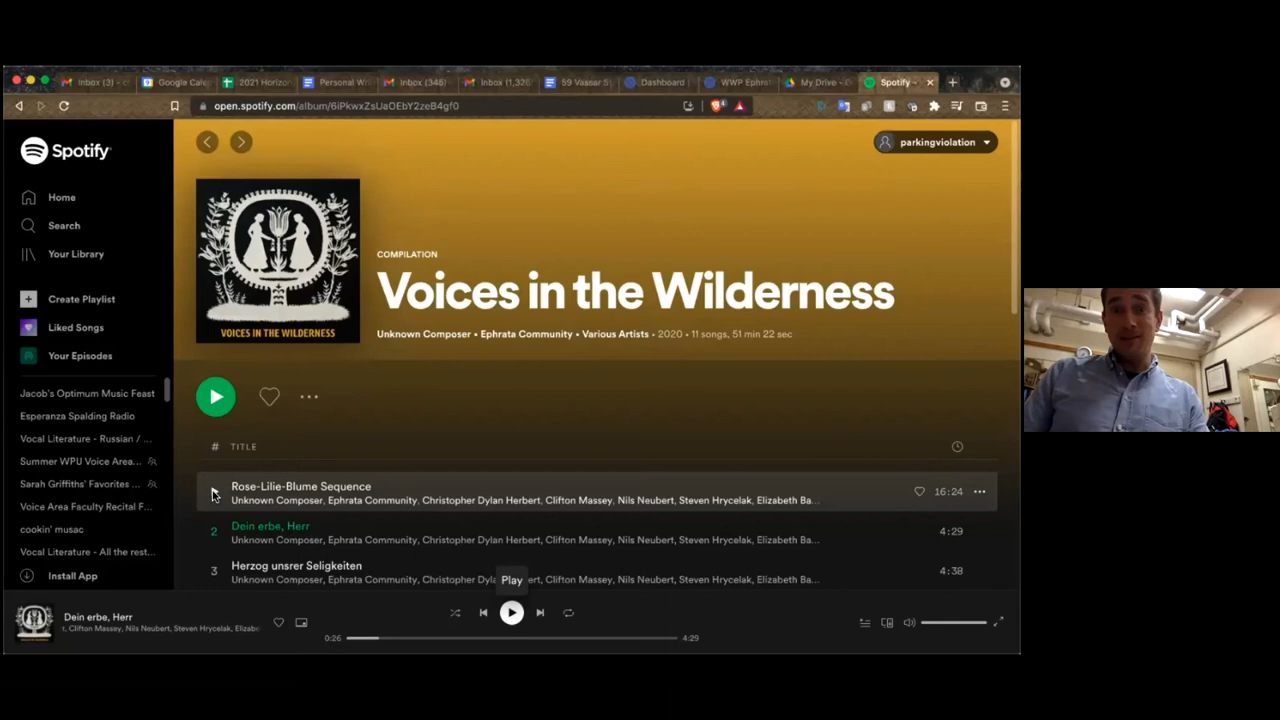 Inbox (3) - c
Google Cale
2021 Horizon
Personal W
Inbox (346)
Inbox (1,326
59 Vassar S
Dashboard
WWP Ephrat
My Drive - G
Spotify -
open.spotify.com/album/6iPkwxZsUaOEbY2zeB4gf0
Spotify
parkingviolation
Home
Search
Your Library
Create Playlist
Liked Songs
Your Episodes
Jacob's Optimum Music Feast
Esperanza Spalding Radio
Vocal Literature - Russian / ...
Summer WPU Voice Area...
Sarah Griffiths' Favorites ...
Voice Area Faculty Recital F...
cookin' musac
Vocal Literature - All the rest...
Install App
VOICES IN THE WILDERNESS
COMPILATION
Voices in the Wilderness
Unknown Composer • Ephrata Community • Various Artists • 2020 • 11 songs, 51 min 22 sec
# TITLE
Rose-Lilie-Blume Sequence
Unknown Composer, Ephrata Community, Christopher Dylan Herbert, Clifton Massey, Nils Neubert, Steven Hrycelak, Elizabeth Ba...
16:24
2 Dein erbe, Herr
Unknown Composer, Ephrata Community, Christopher Dylan Herbert, Clifton Massey, Nils Neubert, Steven Hrycelak, Elizabeth Ba...
4:29
3 Herzog unsrer Seligkeiten
Unknown Composer, Ephrata Community, Christopher Dyla ert, Clifton Massey, Nils Neubert, Steven Hrycelak, Elizabeth Ba...
4:38
Play
Dein erbe, Herr
t, Clifton Massey, Nils Neubert, Steven Hrycelak, Elizabe
0:26
4:29